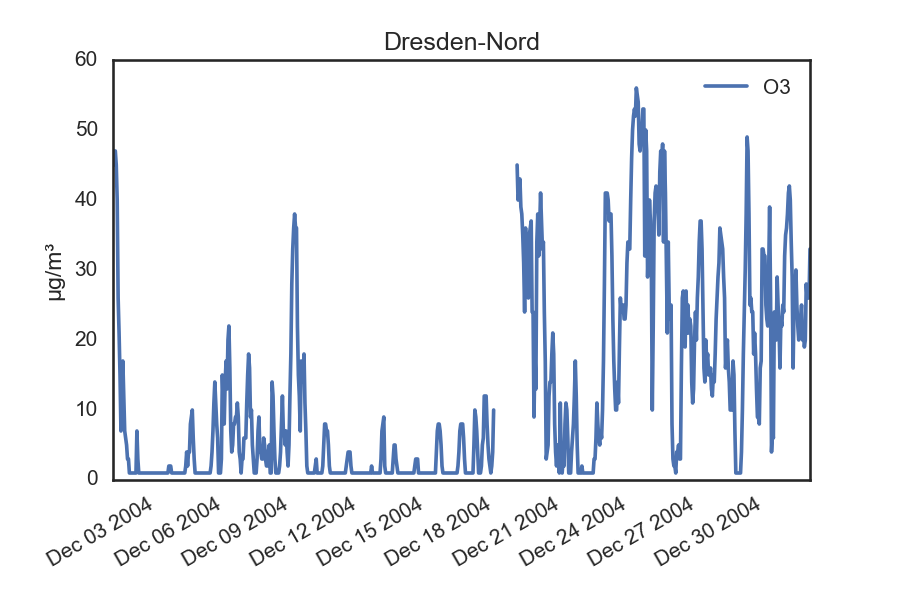 Dresden-Nord
O3
µg/m³
60
50
40
30
20
10
0
Dec 03 2004
Dec 06 2004
Dec 09 2004
Dec 12 2004
Dec 15 2004
Dec 18 2004
Dec 21 2004
Dec 24 2004
Dec 27 2004
Dec 30 2004